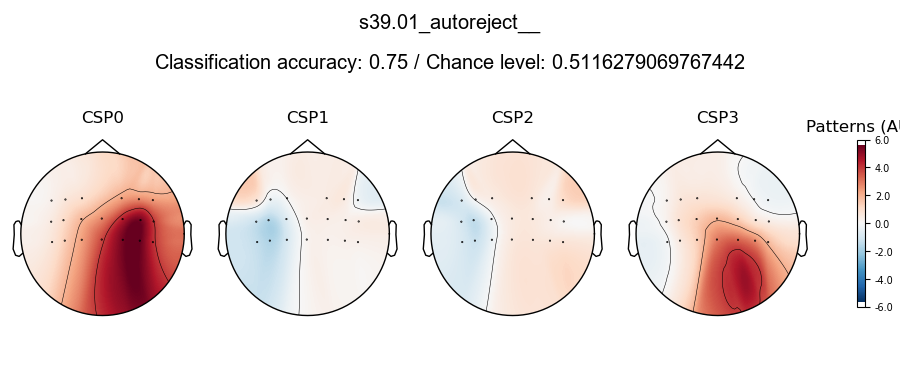 s39.01_autoreject__
Classification accuracy: 0.75 / Chance level: 0.5116279069767442
CSP0 CSP1 CSP2 CSP3
Patterns (AU
6.0
4.0
2.0
0.0
-2.0
-4.0
-6.0